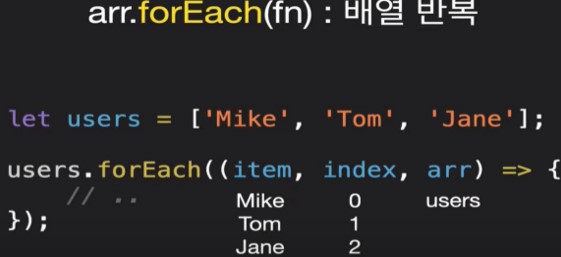 arr.forEach(fn) : 배열 반복
let users = ['Mike', 'Tom', 'Jane'];
users.forEach((item, index, arr) => {
// ..
Mike 0 users
});
Tom 1
Jane 2